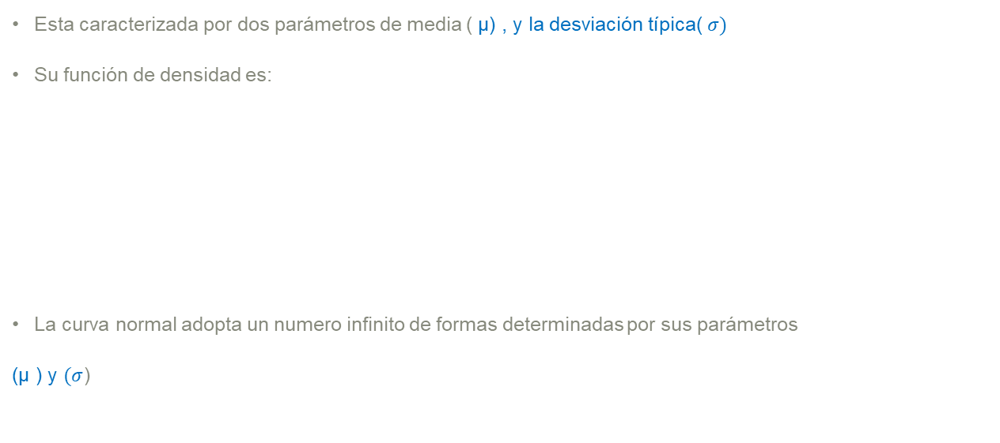 • Esta caracterizada por dos parámetros de media ( μ) , y la desviación típica( 𝜎)
• Su función de densidad es:
• La curva normal adopta un numero infinito de formas determinadas por sus parámetros
(μ ) y (𝜎)